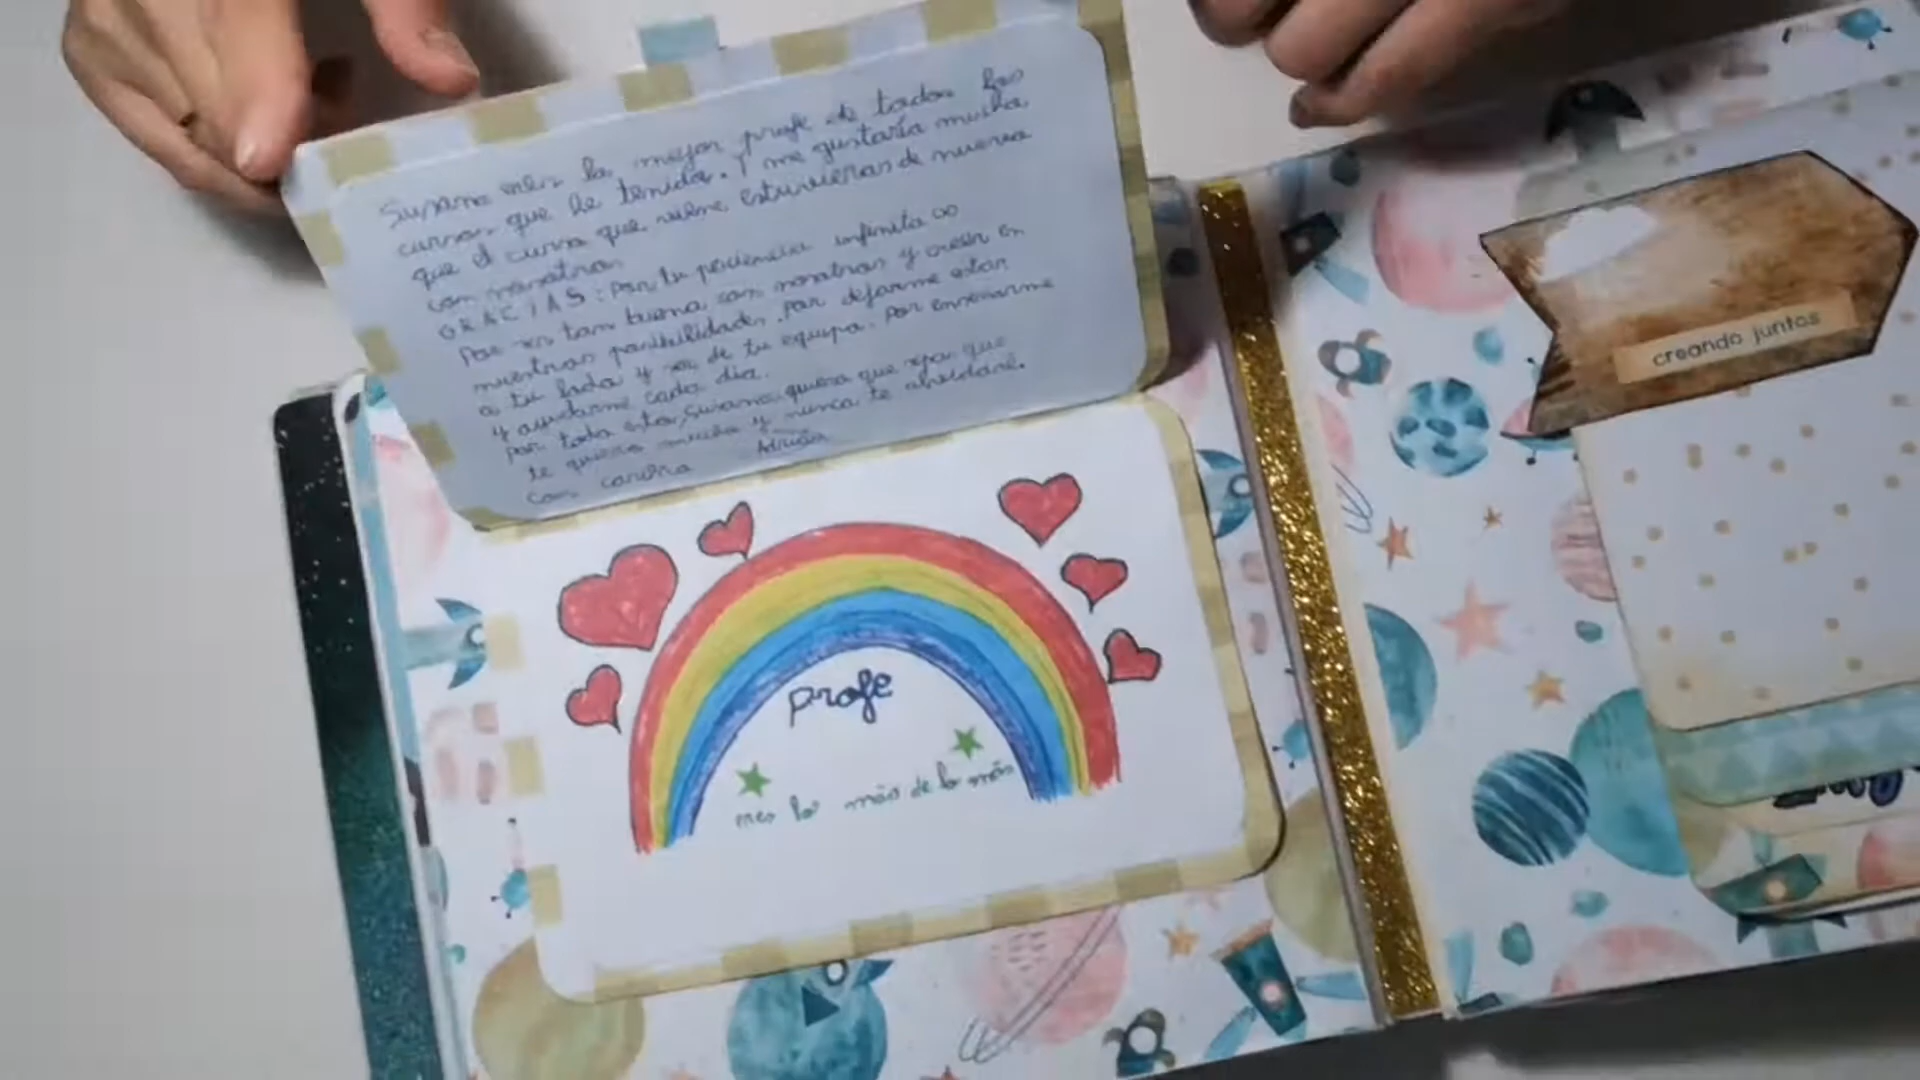 Susana eres la mejor profe de todos los
cursos que he tenido. Y me gustaría mucho
que el curso que viene estuvieras de nuevo
con nosotros
GRACIAS: por tu paciencia infinita ∞
Por ser tan buena con nosotros y creer en
nuestras posibilidades. por dejarme estar
a tu lado y ser de tu equipo. por enseñarme
y ayudarme cada día.
por todo esto, Susana quiero que sepas que
te quiero mucho y nunca te olvidaré.
Con cariño Adrián
profe
eres la más de lo más
creando juntos